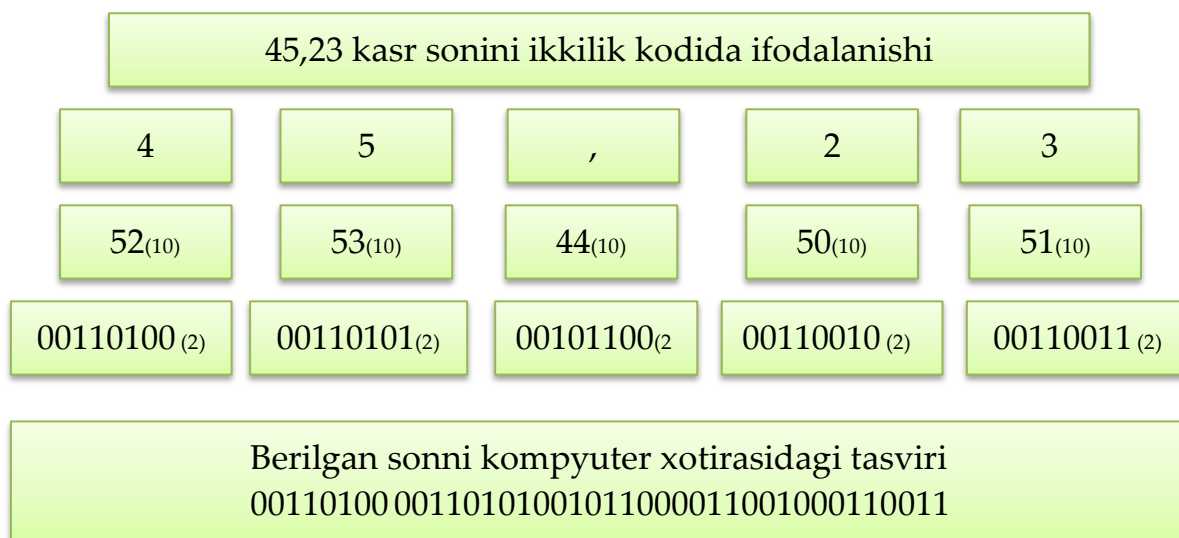 45,23 kasr sonini ikkilik kodida ifodalanishi
4 5 , 2 3
52(10) 53(10) 44(10) 50(10) 51(10)
00110100 (2) 00110101(2) 00101100(2 00110010 (2) 00110011 (2)
Berilgan sonni kompyuter xotirasidagi tasviri
00110100 00110101001011000011001000110011